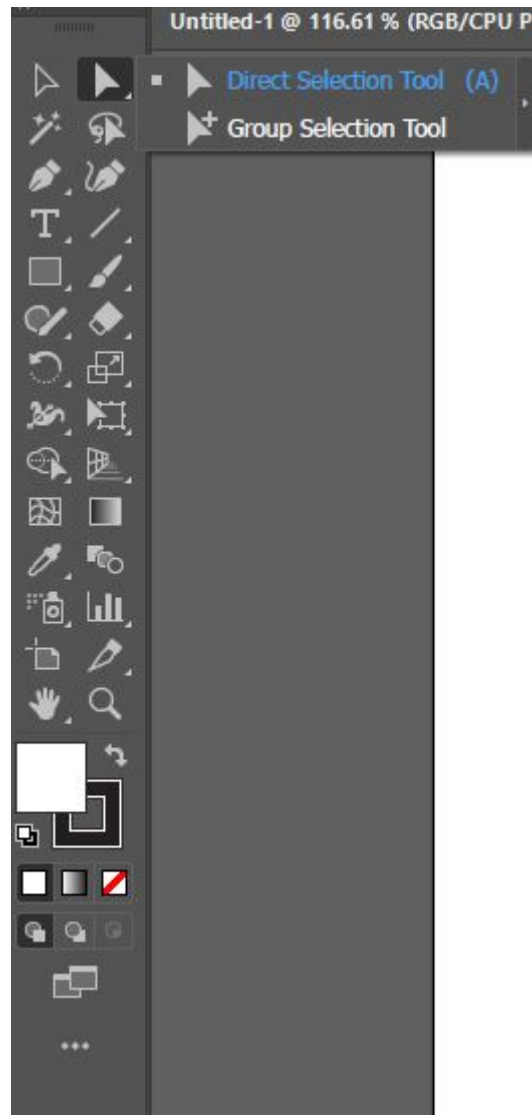 Untitled-1 @ 116.61 % (RGB/CPU P
Direct Selection Tool (A)
Group Selection Tool